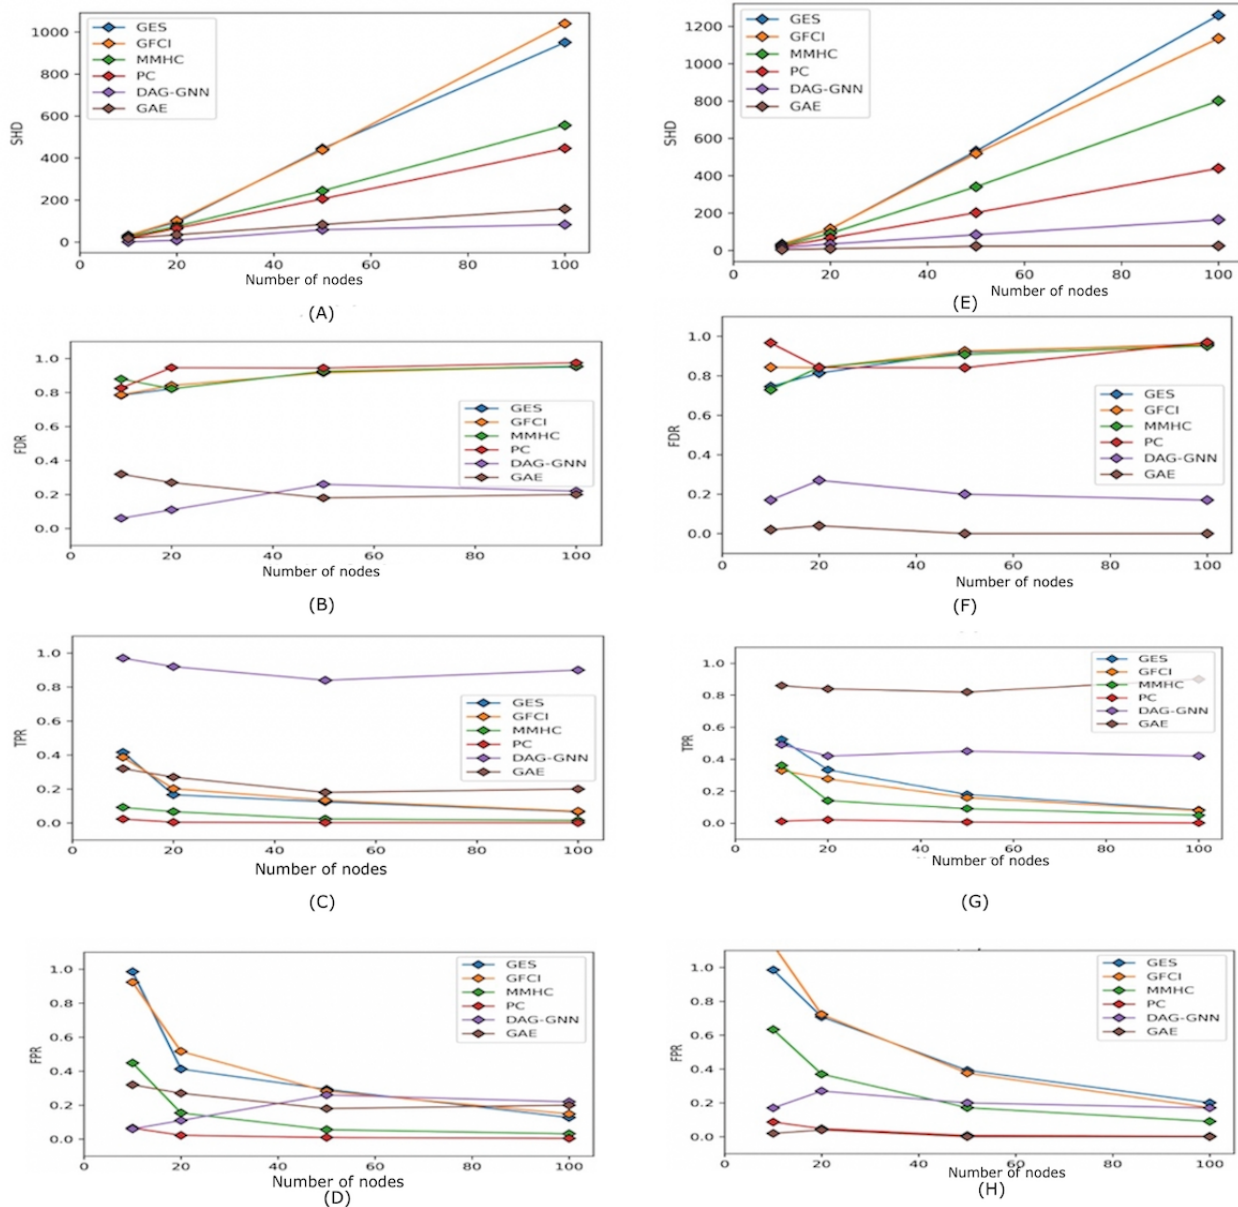 GES
GFCI
MMHC
PC
DAG-GNN
GAE
1000
800
600
400
200
0
SHD
0 20 40 60 80 100
Number of nodes
(A)
GES
GFCI
MMHC
PC
DAG-GNN
GAE
1200
1000
800
600
400
200
0
SHD
0 20 40 60 80 100
Number of nodes
(E)
1.0
0.8
0.6
0.4
0.2
0.0
FDR
GES
GFCI
MMHC
PC
DAG-GNN
GAE
0 20 40 60 80 100
Number of nodes
(B)
1.0
0.8
0.6
0.4
0.2
0.0
FDR
GES
GFCI
MMHC
PC
DAG-GNN
GAE
0 20 40 60 80 100
Number of nodes
(F)
1.0
0.8
0.6
0.4
0.2
0.0
TPR
GES
GFCI
MMHC
PC
DAG-GNN
GAE
0 20 40 60 80 100
Number of nodes
(C)
1.0
0.8
0.6
0.4
0.2
0.0
TPR
GES
GFCI
MMHC
PC
DAG-GNN
GAE
0 20 40 60 80 100
Number of nodes
(G)
1.0
0.8
0.6
0.4
0.2
0.0
FPR
GES
GFCI
MMHC
PC
DAG-GNN
GAE
0 20 40 60 80 100
Number of nodes
(D)
1.0
0.8
0.6
0.4
0.2
0.0
FPR
GES
GFCI
MMHC
PC
DAG-GNN
GAE
0 20 40 60 80 100
Number of nodes
(H)